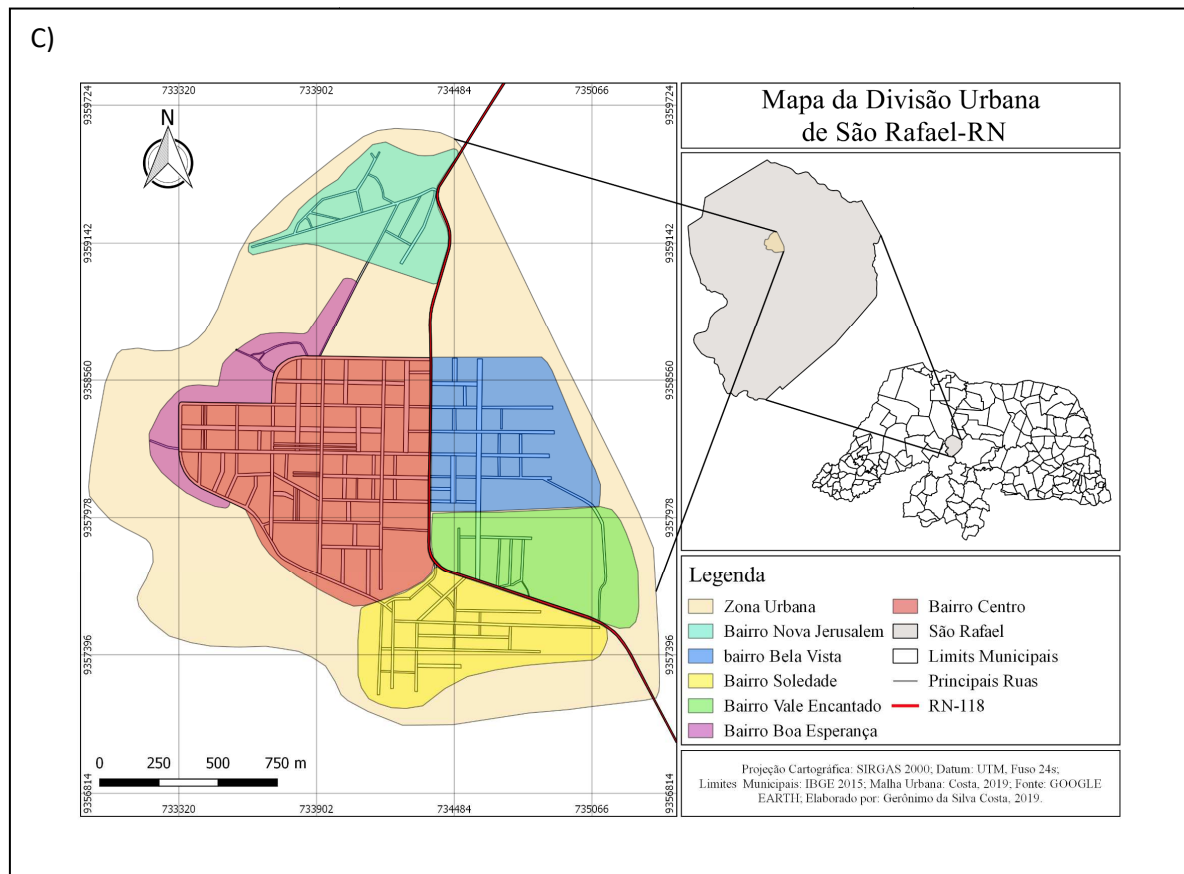 C)
733320 733902 734484 735066
9359724
9359142
9358560
9357978
9357396
9356814
9359724
9359142
9358560
9357978
9357396
9356814
N
0 250 500 750 m
733320 733902 734484 735066
Mapa da Divisão Urbana
de São Rafael-RN
Legenda
Zona Urbana
Bairro Nova Jerusalem
bairro Bela Vista
Bairro Soledade
Bairro Vale Encantado
Bairro Boa Esperança
Bairro Centro
São Rafael
Limits Municipais
Principais Ruas
RN-118
Projeção Cartográfica: SIRGAS 2000; Datum: UTM, Fuso 24s;
Limites Municipais: IBGE 2015; Malha Urbana: Costa, 2019; Fonte: GOOGLE
EARTH; Elaborado por: Gerônimo da Silva Costa, 2019.